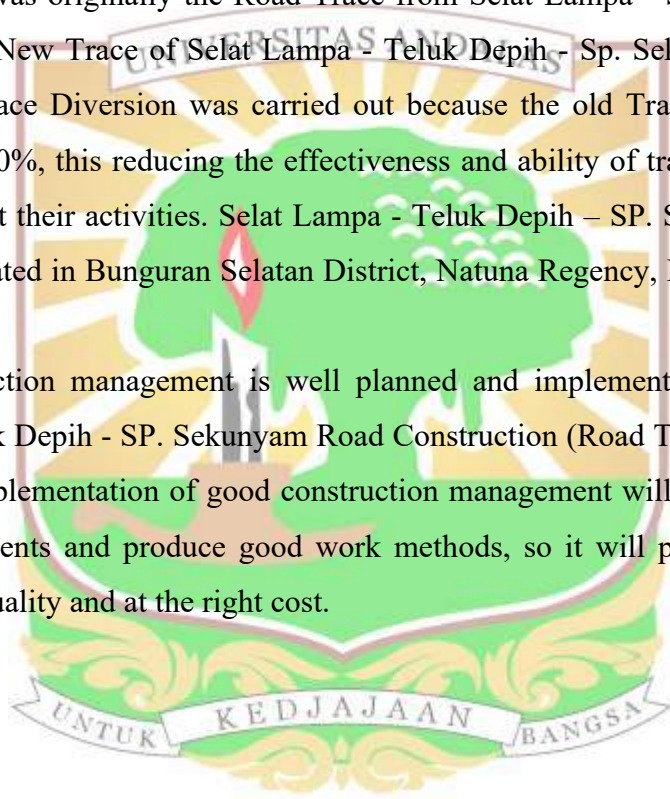 was originally the Road Trace from Selat Lampa - S
UNIVERSITAS ANDALAS
New Trace of Selat Lampa - Teluk Depih - Sp. Sel
ace Diversion was carried out because the old Tra
0%, this reducing the effectiveness and ability of tra
t their activities. Selat Lampa - Teluk Depih – SP. S
ated in Bunguran Selatan District, Natuna Regency,
ction management is well planned and implement
k Depih - SP. Sekunyam Road Construction (Road T
plementation of good construction management will
ents and produce good work methods, so it will p
uality and at the right cost.
UNTUK KEDJAJAAN BANGSA